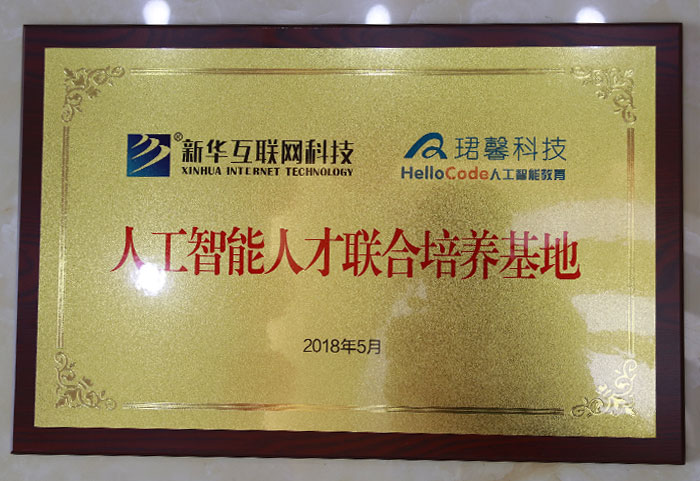 ®新华互联网科技
XINHUA INTERNET TECHNOLOGY
珺馨科技
HelloCode人工智能教育
人工智能人才联合培养基地
2018年5月